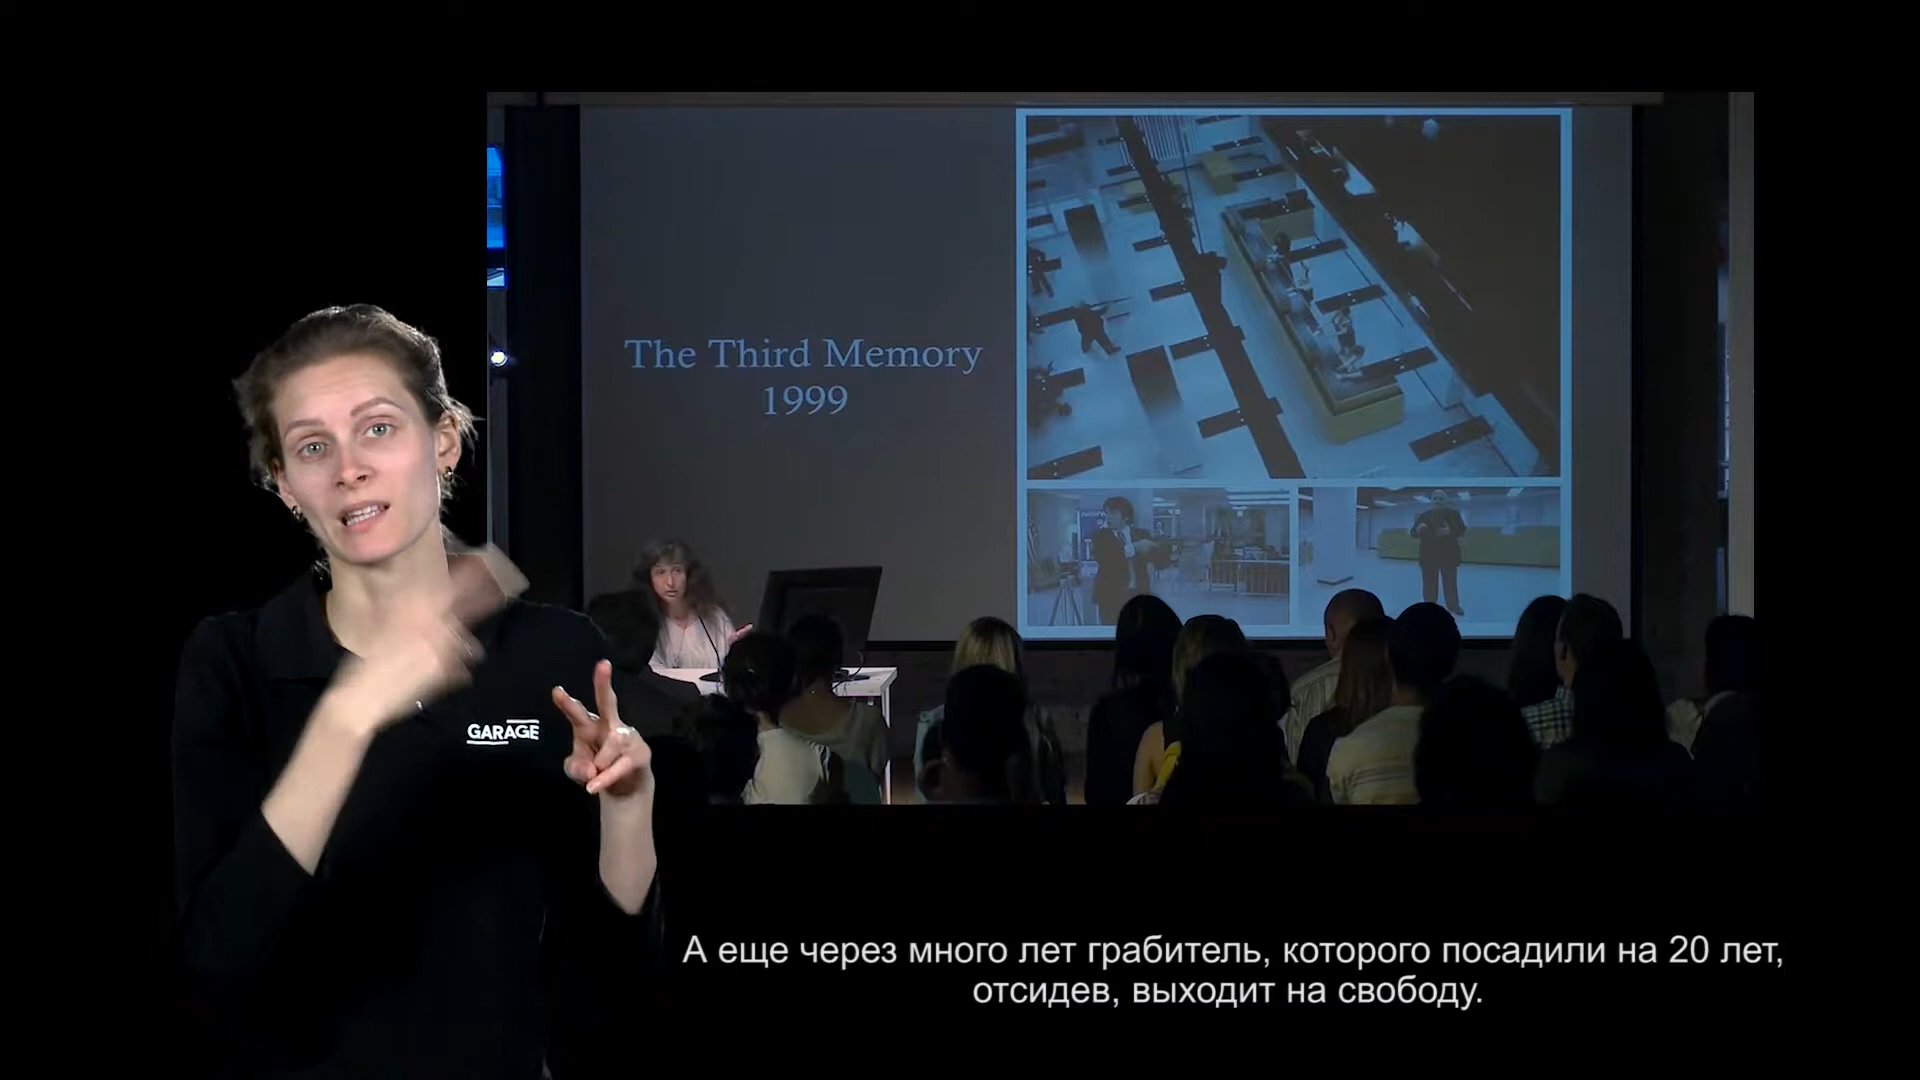 The Third Memory
1999
GARAGE
А еще через много лет грабитель, которого посадили на 20 лет,
отсидев, выходит на свободу.